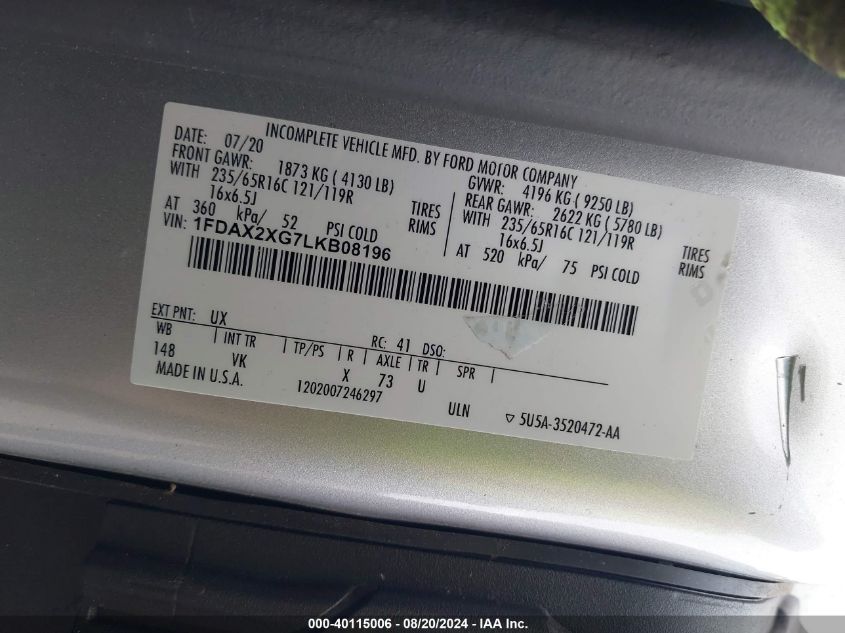 INCOMPLETE VEHICLE MFD. BY FORD MOTOR COMPANY
DATE: 07/20
GVWR: 4196 KG ( 9250 LB)
FRONT GAWR: 1873 KG ( 4130 LB)
REAR GAWR: 2622 KG ( 5780 LB)
WITH 235/65R16C 121/119R TIRES
WITH 235/65R16C 121/119R TIRES
16x6.5J RIMS
16x6.5J RIMS
AT 360 kPa/ 52 PSI COLD
AT 520 kPa/ 75 PSI COLD
VIN: 1FDAX2XG7LKB08196
EXT PNT: UX RC: 41 DSO:
WB INT TR TP/PS R AXLE TR SPR
148 VK X 73 U
MADE IN U.S.A.
1202007246297
ULN
▽ 5U5A-3520472-AA
000-40115006 - 08/20/2024 - IAA Inc.